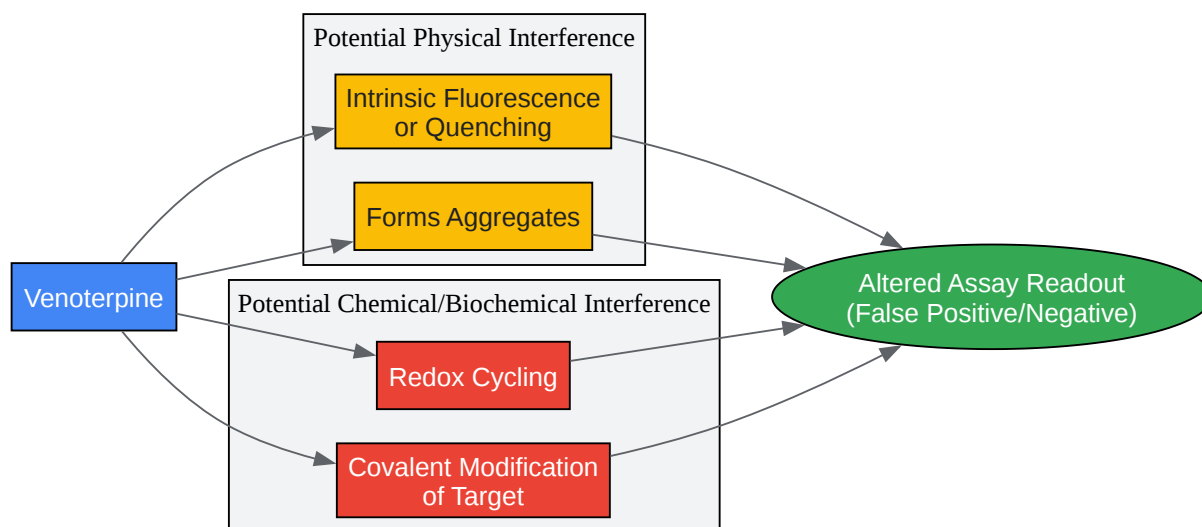 Potential Physical Interference
Intrinsic Fluorescence
or Quenching
Forms Aggregates
Venoterpine
Potential Chemical/Biochemical Interference
Redox Cycling
Covalent Modification
of Target
Altered Assay Readout
(False Positive/Negative)